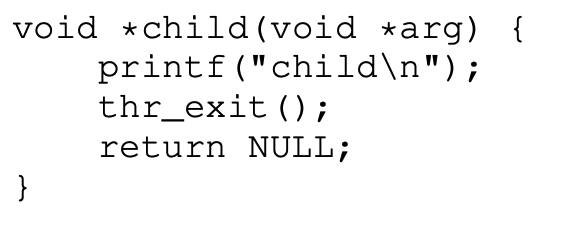 void *child(void *arg) {
    printf("child\n");
    thr_exit();
    return NULL;
}